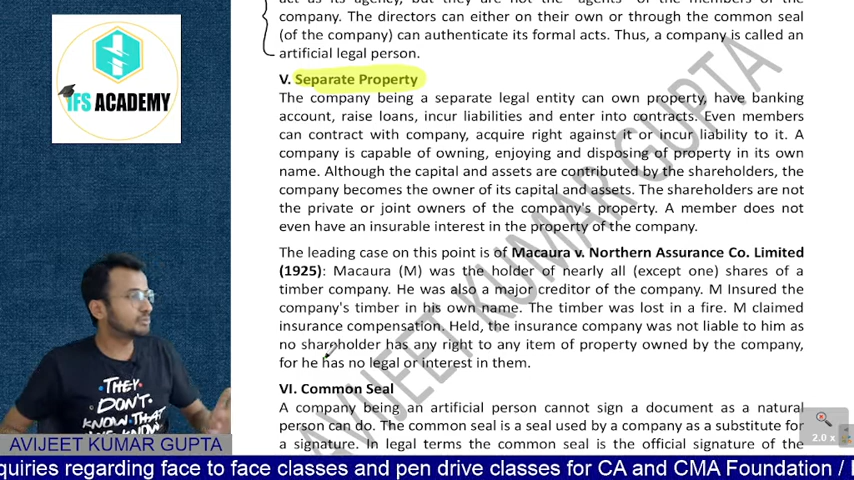 act as its agency, but they are not the "agents" of the members of the
company. The directors can either on their own or through the common seal
(of the company) can authenticate its formal acts. Thus, a company is called an
artificial legal person.
V. Separate Property
The company being a separate legal entity can own property, have banking
account, raise loans, incur liabilities and enter into contracts. Even members
can contract with company, acquire right against it or incur liability to it. A
company is capable of owning, enjoying and disposing of property in its own
name. Although the capital and assets are contributed by the shareholders, the
company becomes the owner of its capital and assets. The shareholders are not
the private or joint owners of the company's property. A member does not
even have an insurable interest in the property of the company.
The leading case on this point is of Macaura v. Northern Assurance Co. Limited
(1925): Macaura (M) was the holder of nearly all (except one) shares of a
timber company. He was also a major creditor of the company. M Insured the
company's timber in his own name. The timber was lost in a fire. M claimed
insurance compensation. Held, the insurance company was not liable to him as
no shareholder has any right to any item of property owned by the company,
for he has no legal or interest in them.
VI. Common Seal
A company being an artificial person cannot sign a document as a natural
person can do. The common seal is a seal used by a company as a substitute for
a signature. In legal terms the common seal is the official signature of the
AVIJEET KUMAR GUPTA
IFS ACADEMY
THEY
DON'T
KNOW THAT
WE KNOW
2.0 x
AVIJEET KUMAR GUPTA
quiries regarding face to face classes and pen drive classes for CA and CMA Foundation /